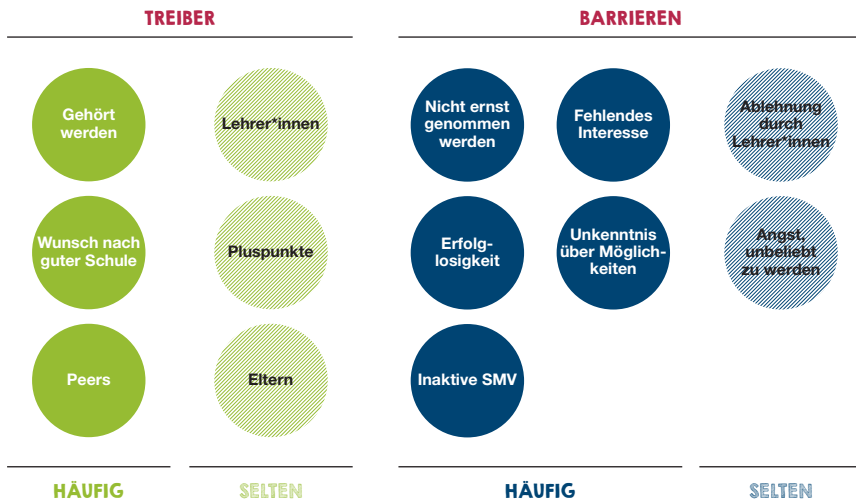 TREIBER
BARRIEREN
Gehört
werden
Lehrer*innen
Nicht ernst
genommen
werden
Fehlendes
Interesse
Ablehnung
durch
Lehrer*innen
Wunsch nach
guter Schule
Pluspunkte
Erfolg-
losigkeit
Unkenntnis
über Möglich-
keiten
Angst,
unbeliebt
zu werden
Peers
Eltern
Inaktive SMV
HÄUFIG
SELTEN
HÄUFIG
SELTEN